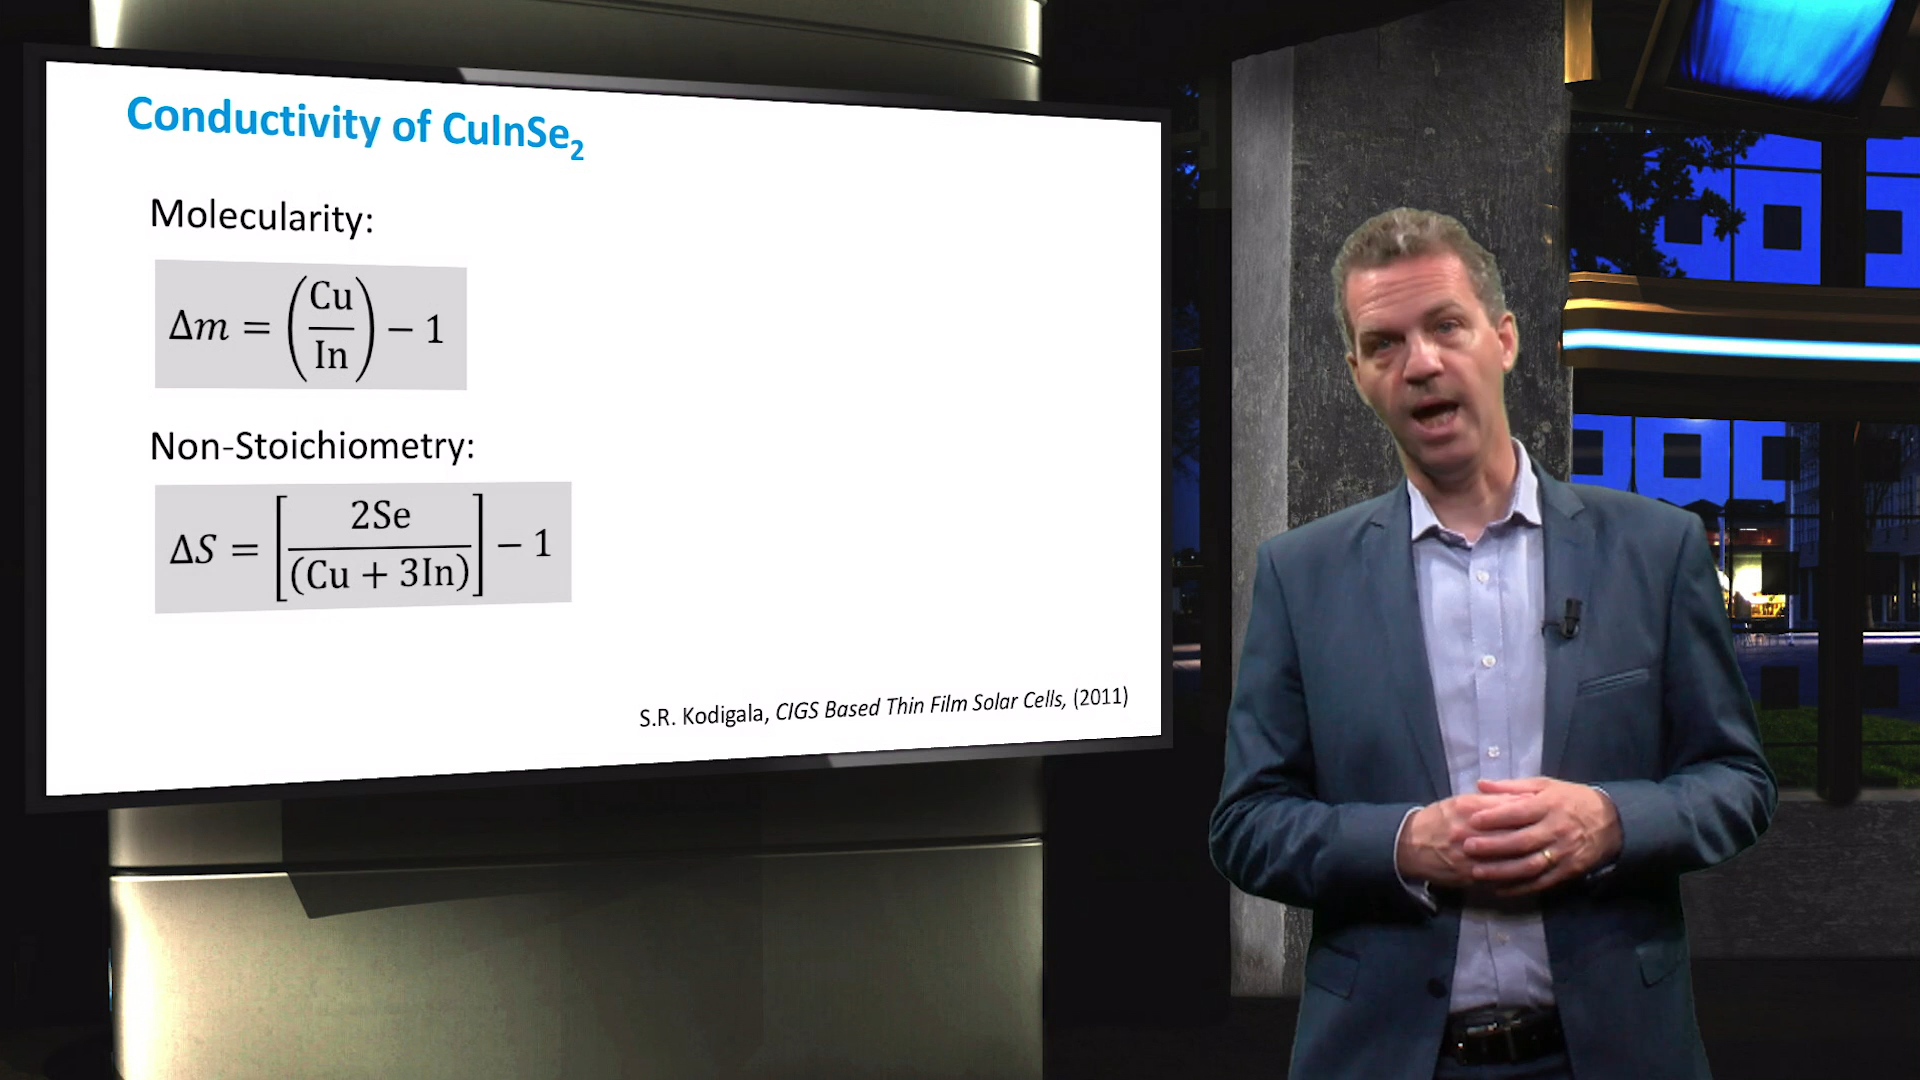 Conductivity of CuInSe₂
Molecularity:
Δm = (Cu/In) − 1
Non-Stoichiometry:
ΔS = [2Se/(Cu + 3In)] − 1
S.R. Kodigala, CIGS Based Thin Film Solar Cells, (2011)